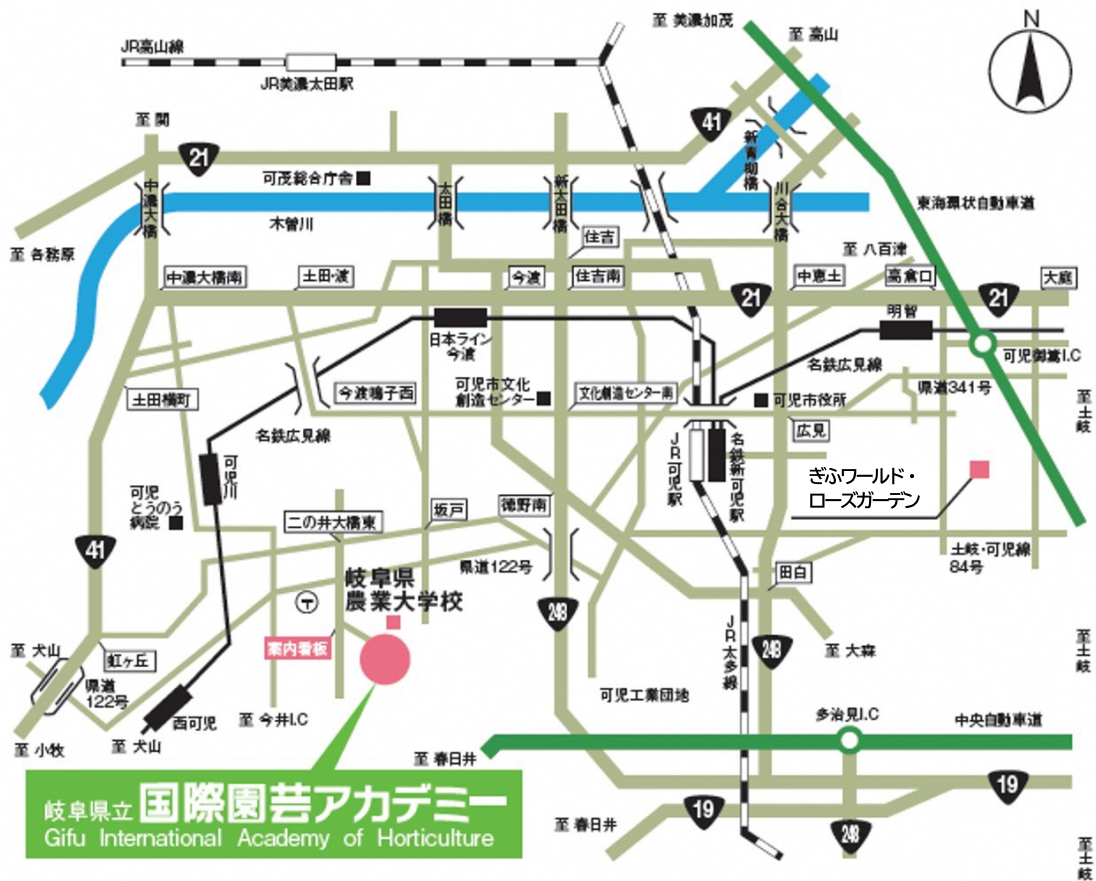 至 美濃加茂
N
至 高山
JR高山線
JR美濃太田駅
至 関
41
21
可茂総合庁舎
中濃大橋
太田橋
新太田橋
新青柳橋
川合大橋
東海環状自動車道
木曽川
至 各務原
住吉
至 八百津
中濃大橋南
土田・渡
今渡
住吉南
中恵土
高倉口
大庭
21
21
明智
日本ライン
今渡
名鉄広見線
可児御嵩I.C
県道341号
土田横町
今渡鳴子西
可児市文化
創造センター
文化創造センター南
可児市役所
至 土岐
名鉄広見線
広見
可児川
JR可児駅
名鉄新可児駅
ぎふワールド・
ローズガーデン
可児
とうのう
病院
二の井大橋東
坂戸
徳野南
41
県道122号
土岐・可児線
84号
岐阜県
農業大学校
田白
〒
248
JR太多線
248
案内看板
至 大森
至 土岐
至 犬山
虹ヶ丘
県道
122号
西可児
至 今井I.C
可児工業団地
多治見I.C
中央自動車道
至 小牧
至 犬山
至 春日井
岐阜県立 国際園芸アカデミー
Gifu International Academy of Horticulture
19
19
至 春日井
248
至 土岐